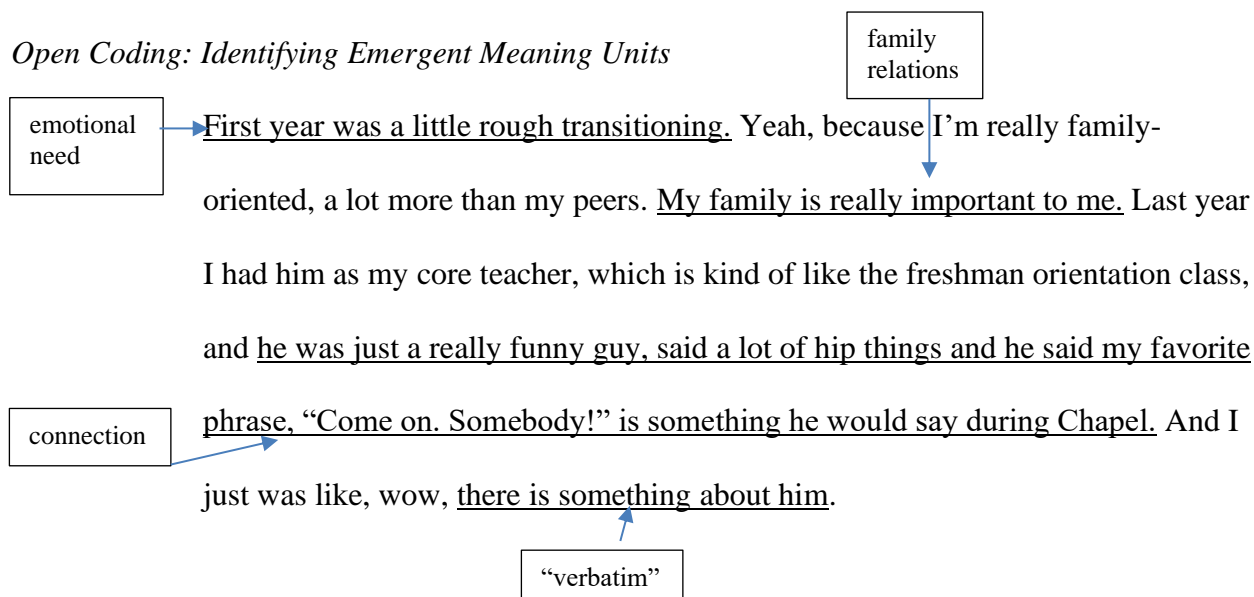 Open Coding: Identifying Emergent Meaning Units
family
relations
emotional
need
First year was a little rough transitioning. Yeah, because I’m really family-
oriented, a lot more than my peers. My family is really important to me. Last year
I had him as my core teacher, which is kind of like the freshman orientation class,
and he was just a really funny guy, said a lot of hip things and he said my favorite
connection
phrase, “Come on. Somebody!” is something he would say during Chapel. And I
just was like, wow, there is something about him.
“verbatim”